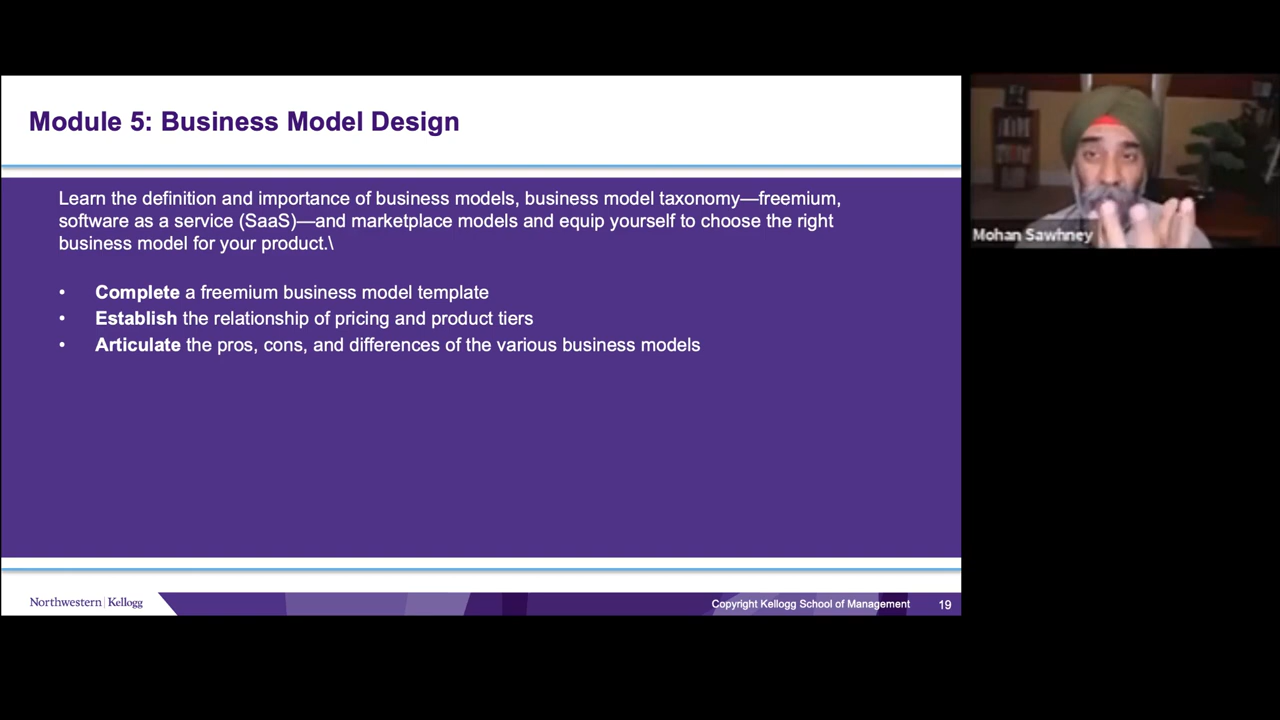 Module 5: Business Model Design
Learn the definition and importance of business models, business model taxonomy—freemium,
software as a service (SaaS)—and marketplace models and equip yourself to choose the right
business model for your product.\
• Complete a freemium business model template
• Establish the relationship of pricing and product tiers
• Articulate the pros, cons, and differences of the various business models
Mohan Sawhney
Northwestern | Kellogg
Copyright Kellogg School of Management
19